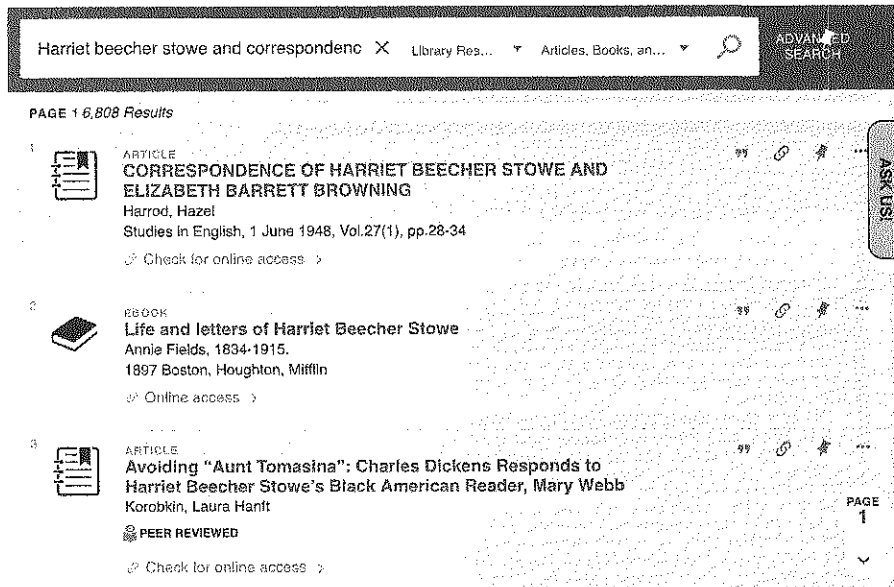 Harriet beecher stowe and correspondenc × Library Res... Articles, Books, an... ADVANCED
SEARCH
PAGE 1 6,808 Results
ASK US!
1
ARTICLE
CORRESPONDENCE OF HARRIET BEECHER STOWE AND
ELIZABETH BARRETT BROWNING
Harrod, Hazel
Studies in English, 1 June 1948, Vol.27(1), pp.28-34
Check for online access >
2
EBOOK
Life and letters of Harriet Beecher Stowe
Annie Fields, 1834-1915.
1897 Boston, Houghton, Mifflin
Online access >
3
ARTICLE
Avoiding "Aunt Tomasina": Charles Dickens Responds to
Harriet Beecher Stowe's Black American Reader, Mary Webb
Korobkin, Laura Hanft
PEER REVIEWED
Check for online access >
PAGE
1